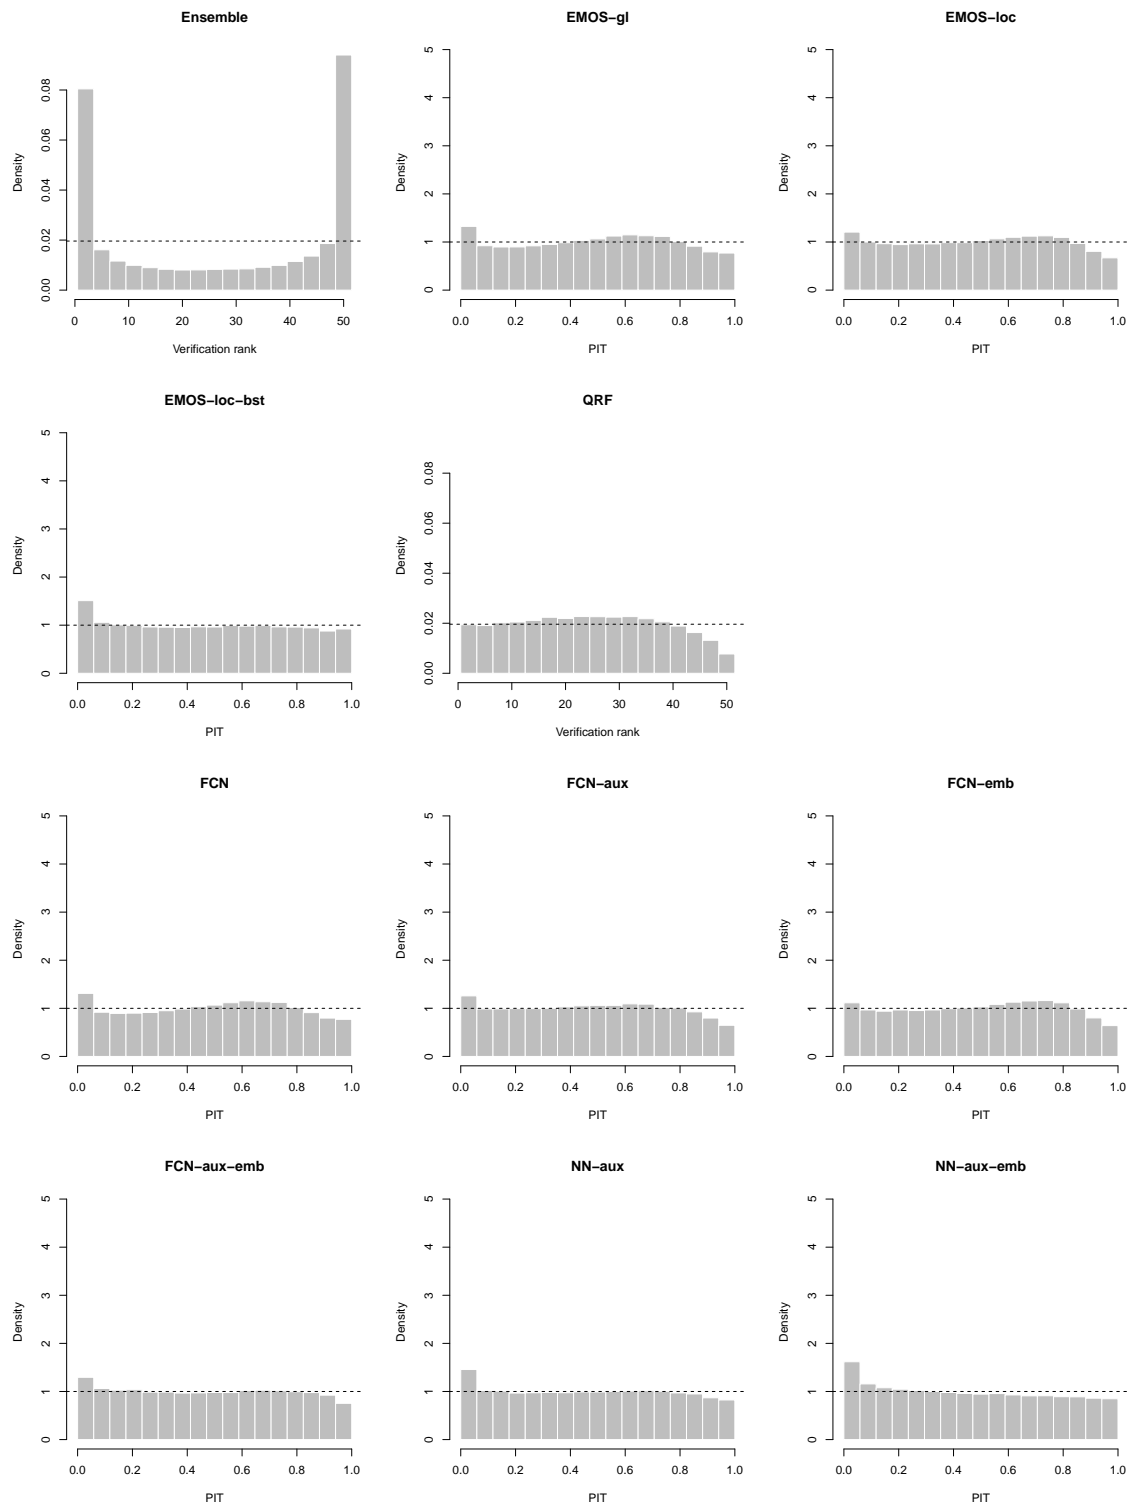 Ensemble
Density
0.00 0.02 0.04 0.06 0.08
0 10 20 30 40 50
Verification rank
EMOS−gl
Density
0 1 2 3 4 5
0.0 0.2 0.4 0.6 0.8 1.0
PIT
EMOS−loc
Density
0 1 2 3 4 5
0.0 0.2 0.4 0.6 0.8 1.0
PIT
EMOS−loc−bst
Density
0 1 2 3 4 5
0.0 0.2 0.4 0.6 0.8 1.0
PIT
QRF
Density
0.00 0.02 0.04 0.06 0.08
0 10 20 30 40 50
Verification rank
FCN
Density
0 1 2 3 4 5
0.0 0.2 0.4 0.6 0.8 1.0
PIT
FCN−aux
Density
0 1 2 3 4 5
0.0 0.2 0.4 0.6 0.8 1.0
PIT
FCN−emb
Density
0 1 2 3 4 5
0.0 0.2 0.4 0.6 0.8 1.0
PIT
FCN−aux−emb
Density
0 1 2 3 4 5
0.0 0.2 0.4 0.6 0.8 1.0
PIT
NN−aux
Density
0 1 2 3 4 5
0.0 0.2 0.4 0.6 0.8 1.0
PIT
NN−aux−emb
Density
0 1 2 3 4 5
0.0 0.2 0.4 0.6 0.8 1.0
PIT